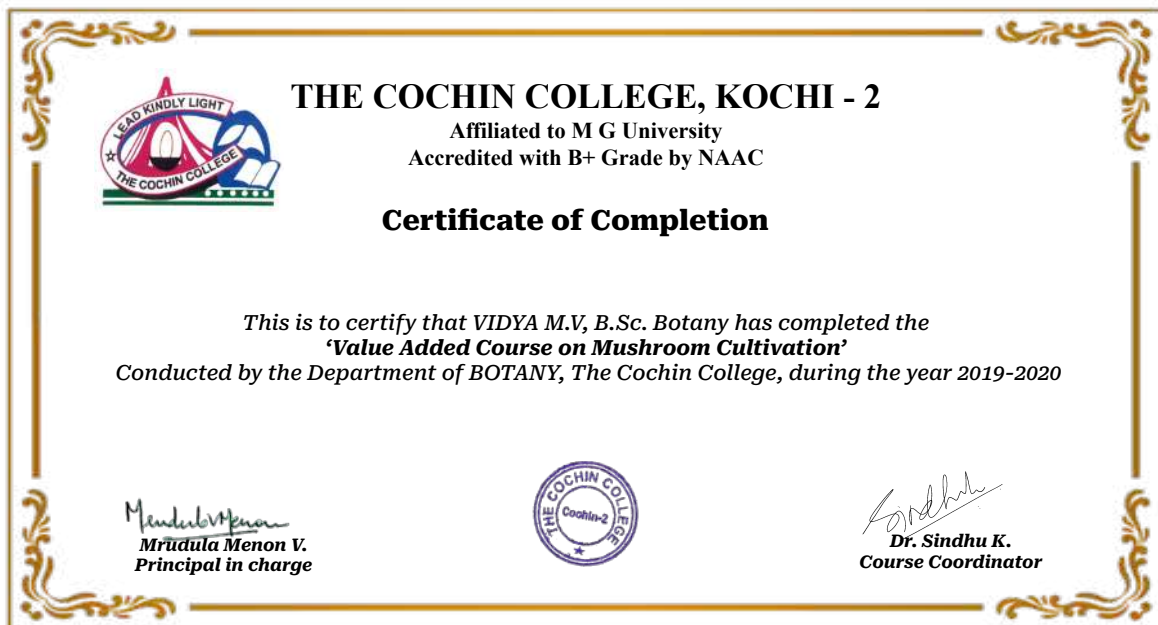 LEAD KINDLY LIGHT
THE COCHIN COLLEGE
THE COCHIN COLLEGE, KOCHI - 2
Affiliated to M G University
Accredited with B+ Grade by NAAC
Certificate of Completion
This is to certify that VIDYA M.V, B.Sc. Botany has completed the
‘Value Added Course on Mushroom Cultivation’
Conducted by the Department of BOTANY, The Cochin College, during the year 2019-2020
THE COCHIN COLLEGE
Cochin-2
Mrudula Menon V.
Principal in charge
Sindhu
Dr. Sindhu K.
Course Coordinator